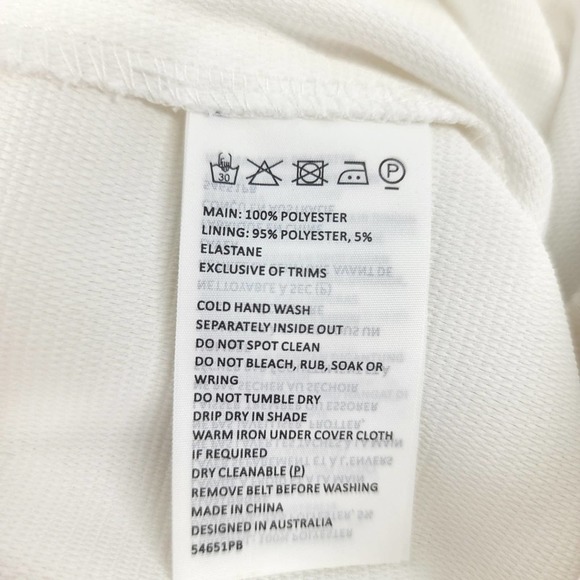 30 P
MAIN: 100% POLYESTER
LINING: 95% POLYESTER, 5%
ELASTANE
EXCLUSIVE OF TRIMS
COLD HAND WASH
SEPARATELY INSIDE OUT
DO NOT SPOT CLEAN
DO NOT BLEACH, RUB, SOAK OR
WRING
DO NOT TUMBLE DRY
DRIP DRY IN SHADE
WARM IRON UNDER COVER CLOTH
IF REQUIRED
DRY CLEANABLE (P)
REMOVE BELT BEFORE WASHING
MADE IN CHINA
DESIGNED IN AUSTRALIA
54651PB